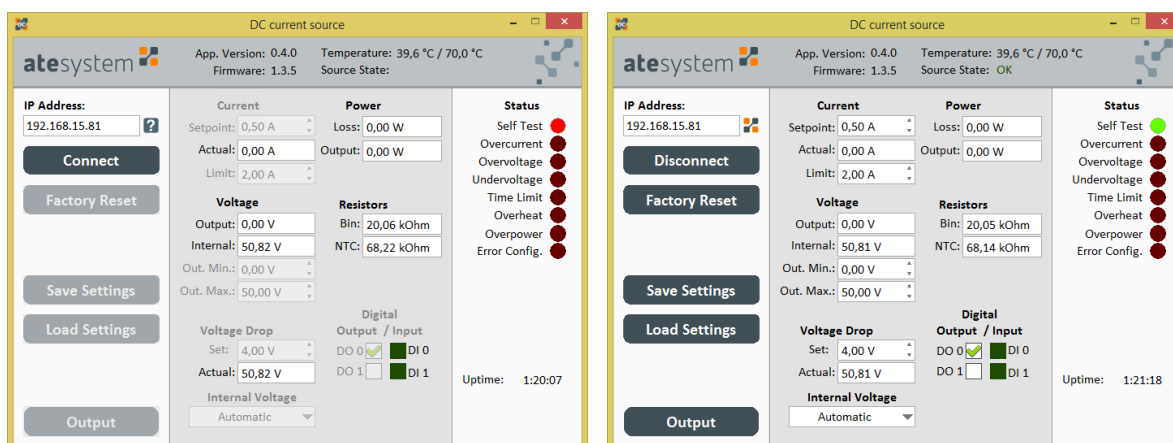 DC current source
atesystem
App. Version: 0.4.0 Temperature: 39,6 °C / 70,0 °C
Firmware: 1.3.5 Source State:
IP Address: Current Power Status
192.168.15.81 ? Setpoint: 0,50 A Loss: 0,00 W Self Test
Actual: 0,00 A Output: 0,00 W Overcurrent
Connect Overvoltage
Limit: 2,00 A Undervoltage
Factory Reset Voltage Resistors Time Limit
Output: 0,00 V Bin: 20,06 kOhm Overheat
Overpower
Internal: 50,82 V NTC: 68,22 kOhm Error Config.
Out. Min.: 0,00 V
Save Settings Out. Max.: 50,00 V
Digital
Load Settings Voltage Drop Output / Input
Set: 4,00 V DO 0 DI 0
Actual: 50,82 V DO 1 DI 1 Uptime: 1:20:07
Internal Voltage
Output Automatic
DC current source
atesystem
App. Version: 0.4.0 Temperature: 39,6 °C / 70,0 °C
Firmware: 1.3.5 Source State: OK
IP Address: Current Power Status
192.168.15.81 Setpoint: 0,50 A Loss: 0,00 W Self Test
Actual: 0,00 A Output: 0,00 W Overcurrent
Disconnect Overvoltage
Limit: 2,00 A Undervoltage
Factory Reset Voltage Resistors Time Limit
Output: 0,00 V Bin: 20,05 kOhm Overheat
Overpower
Internal: 50,81 V NTC: 68,14 kOhm Error Config.
Out. Min.: 0,00 V
Save Settings Out. Max.: 50,00 V
Digital
Load Settings Voltage Drop Output / Input
Set: 4,00 V DO 0 DI 0
Actual: 50,81 V DO 1 DI 1 Uptime: 1:21:18
Internal Voltage
Output Automatic